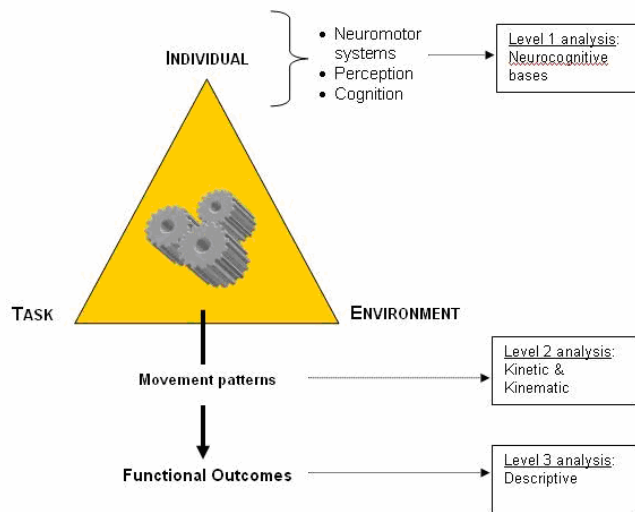 INDIVIDUAL
• Neuromotor
systems
• Perception
• Cognition
Level 1 analysis:
Neurocognitive
bases
TASK
ENVIRONMENT
Movement patterns
Level 2 analysis:
Kinetic &
Kinematic
Functional Outcomes
Level 3 analysis:
Descriptive